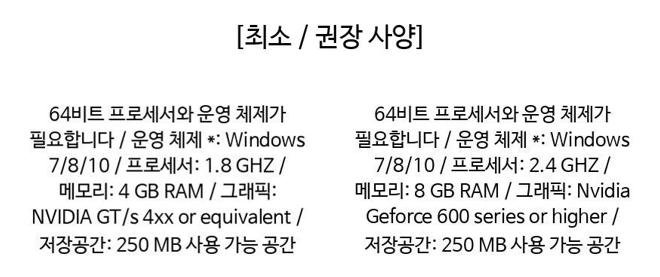 [최소 / 권장 사양]
64비트 프로세서와 운영 체제가
필요합니다 / 운영 체제 *: Windows
7/8/10 / 프로세서: 1.8 GHZ /
메모리: 4 GB RAM / 그래픽:
NVIDIA GT/s 4xx or equivalent /
저장공간: 250 MB 사용 가능 공간
64비트 프로세서와 운영 체제가
필요합니다 / 운영 체제 *: Windows
7/8/10 / 프로세서: 2.4 GHZ /
메모리: 8 GB RAM / 그래픽: Nvidia
Geforce 600 series or higher /
저장공간: 250 MB 사용 가능 공간